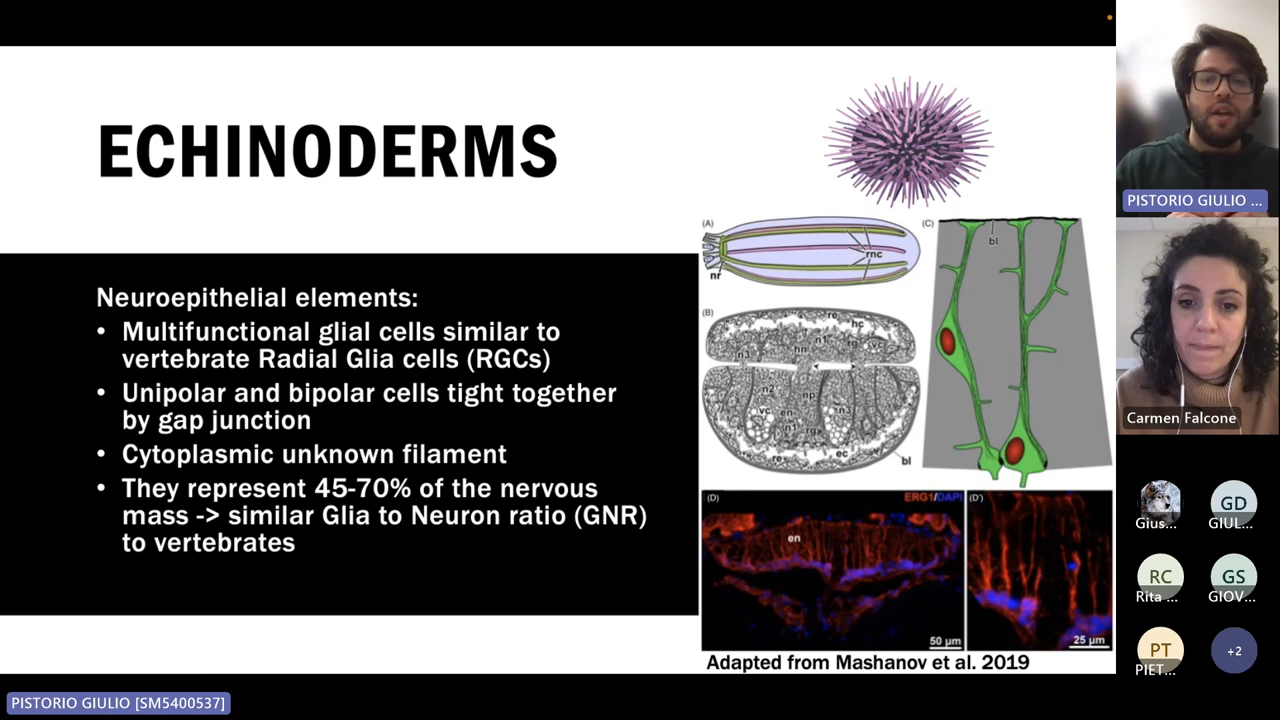 ECHINODERMS
Neuroepithelial elements:
• Multifunctional glial cells similar to
vertebrate Radial Glia cells (RGCs)
• Unipolar and bipolar cells tight together
by gap junction
• Cytoplasmic unknown filament
• They represent 45-70% of the nervous
mass -> similar Glia to Neuron ratio (GNR)
to vertebrates
(A)
rnc
nr
(B)
re
hc
n1
rg
vc
hn
n3
n2
np
vc
en
n3
n1
rg
re
ec
bl
(C)
bl
(D)
ERG1/DAPI
en
50 µm
(D')
25 µm
Adapted from Mashanov et al. 2019
PISTORIO GIULIO ...
Carmen Falcone
Gius...
GD
GIUL...
RC
Rita ...
GS
GIOV...
PT
PIET...
+2
PISTORIO GIULIO [SM5400537]